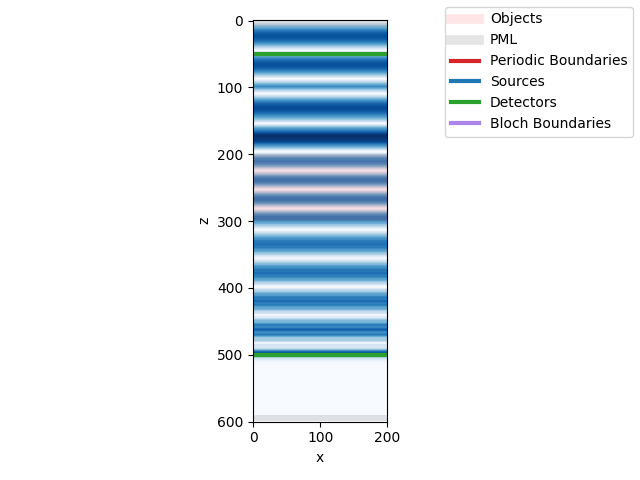 0
100
200
300
400
500
600
z
0 100 200
x
Objects
PML
Periodic Boundaries
Sources
Detectors
Bloch Boundaries